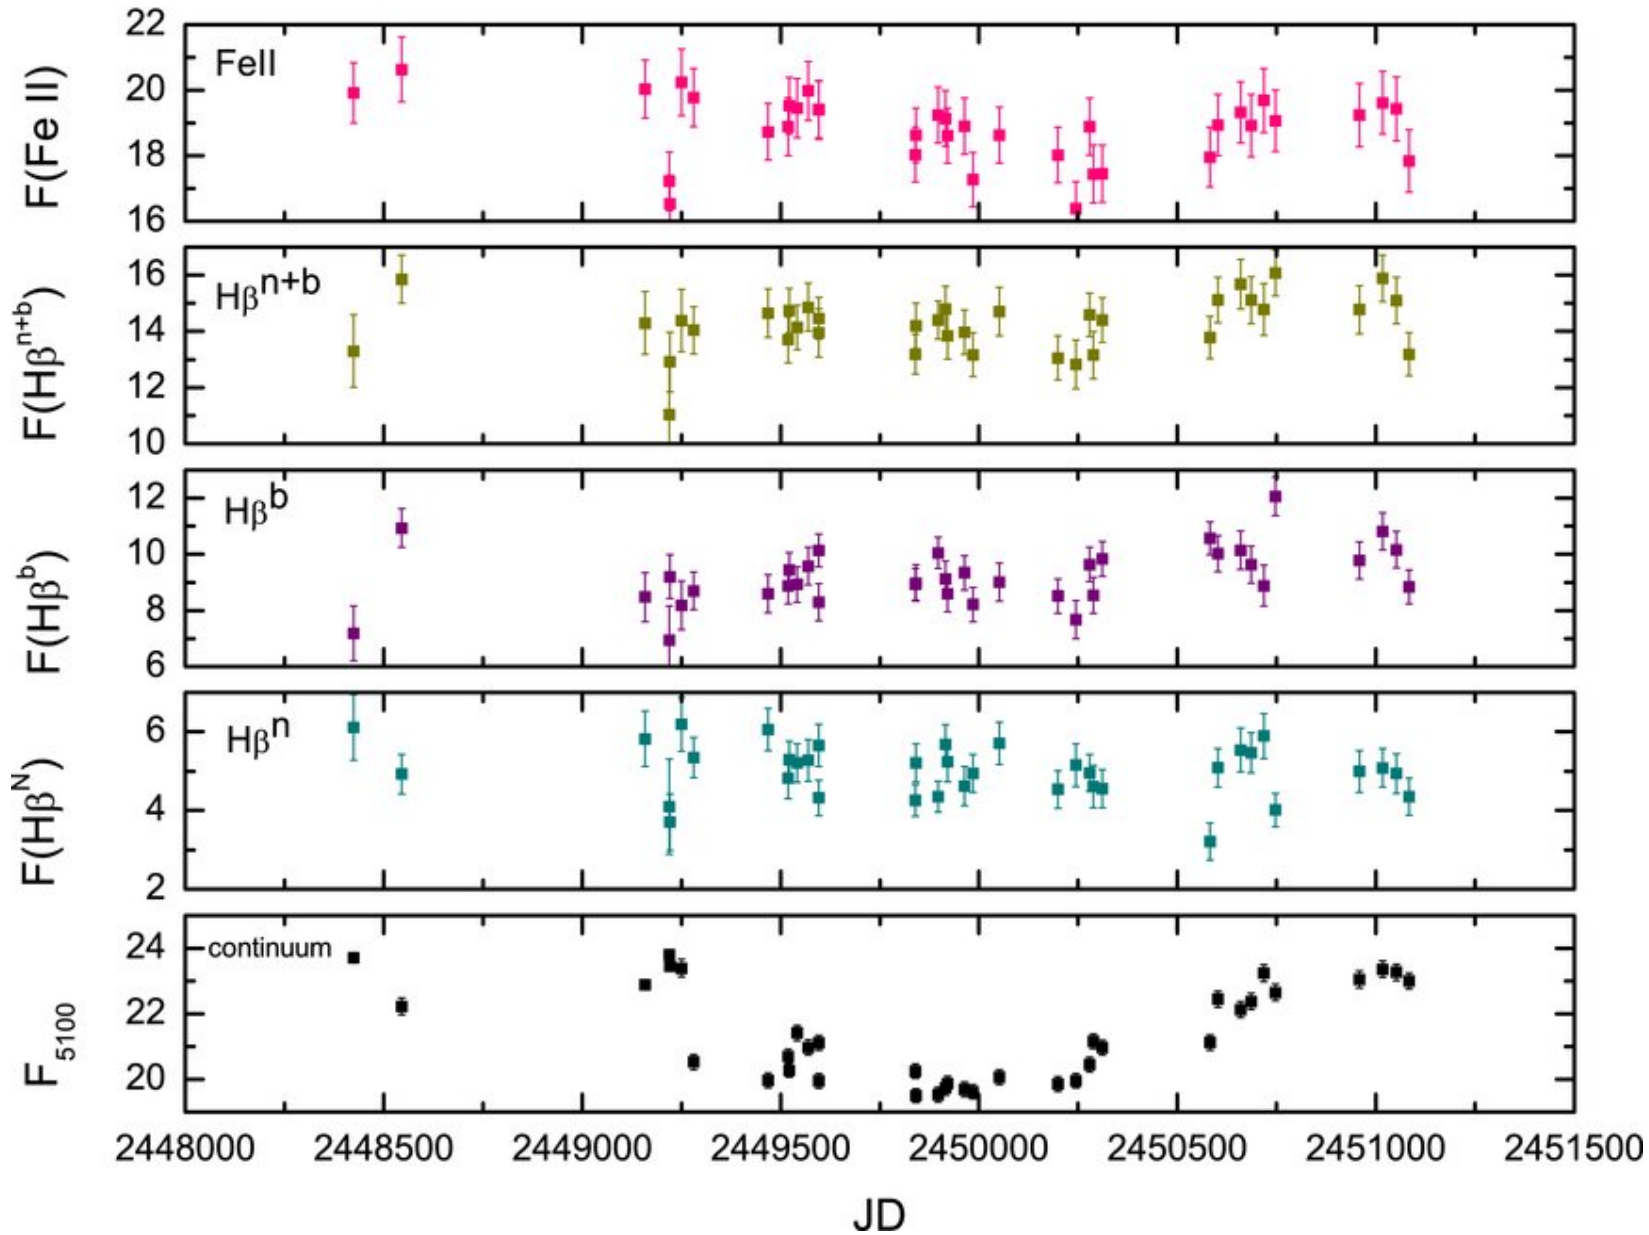 F(Fe II)
22
20
18
16
FeII
F(Hβ^n+b)
16
14
12
10
Hβ^n+b
F(Hβ^b)
12
10
8
6
Hβ^b
F(Hβ^N)
6
4
2
Hβ^n
F_5100
24
22
20
continuum
2448000 2448500 2449000 2449500 2450000 2450500 2451000 2451500
JD